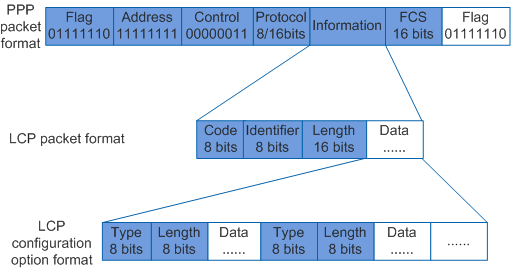 PPP packet format
Flag 01111110
Address 11111111
Control 00000011
Protocol 8/16bits
Information
FCS 16 bits
Flag 01111110
LCP packet format
Code 8 bits
Identifier 8 bits
Length 16 bits
Data ......
LCP configuration option format
Type 8 bits
Length 8 bits
Data ......
Type 8 bits
Length 8 bits
Data ......
......